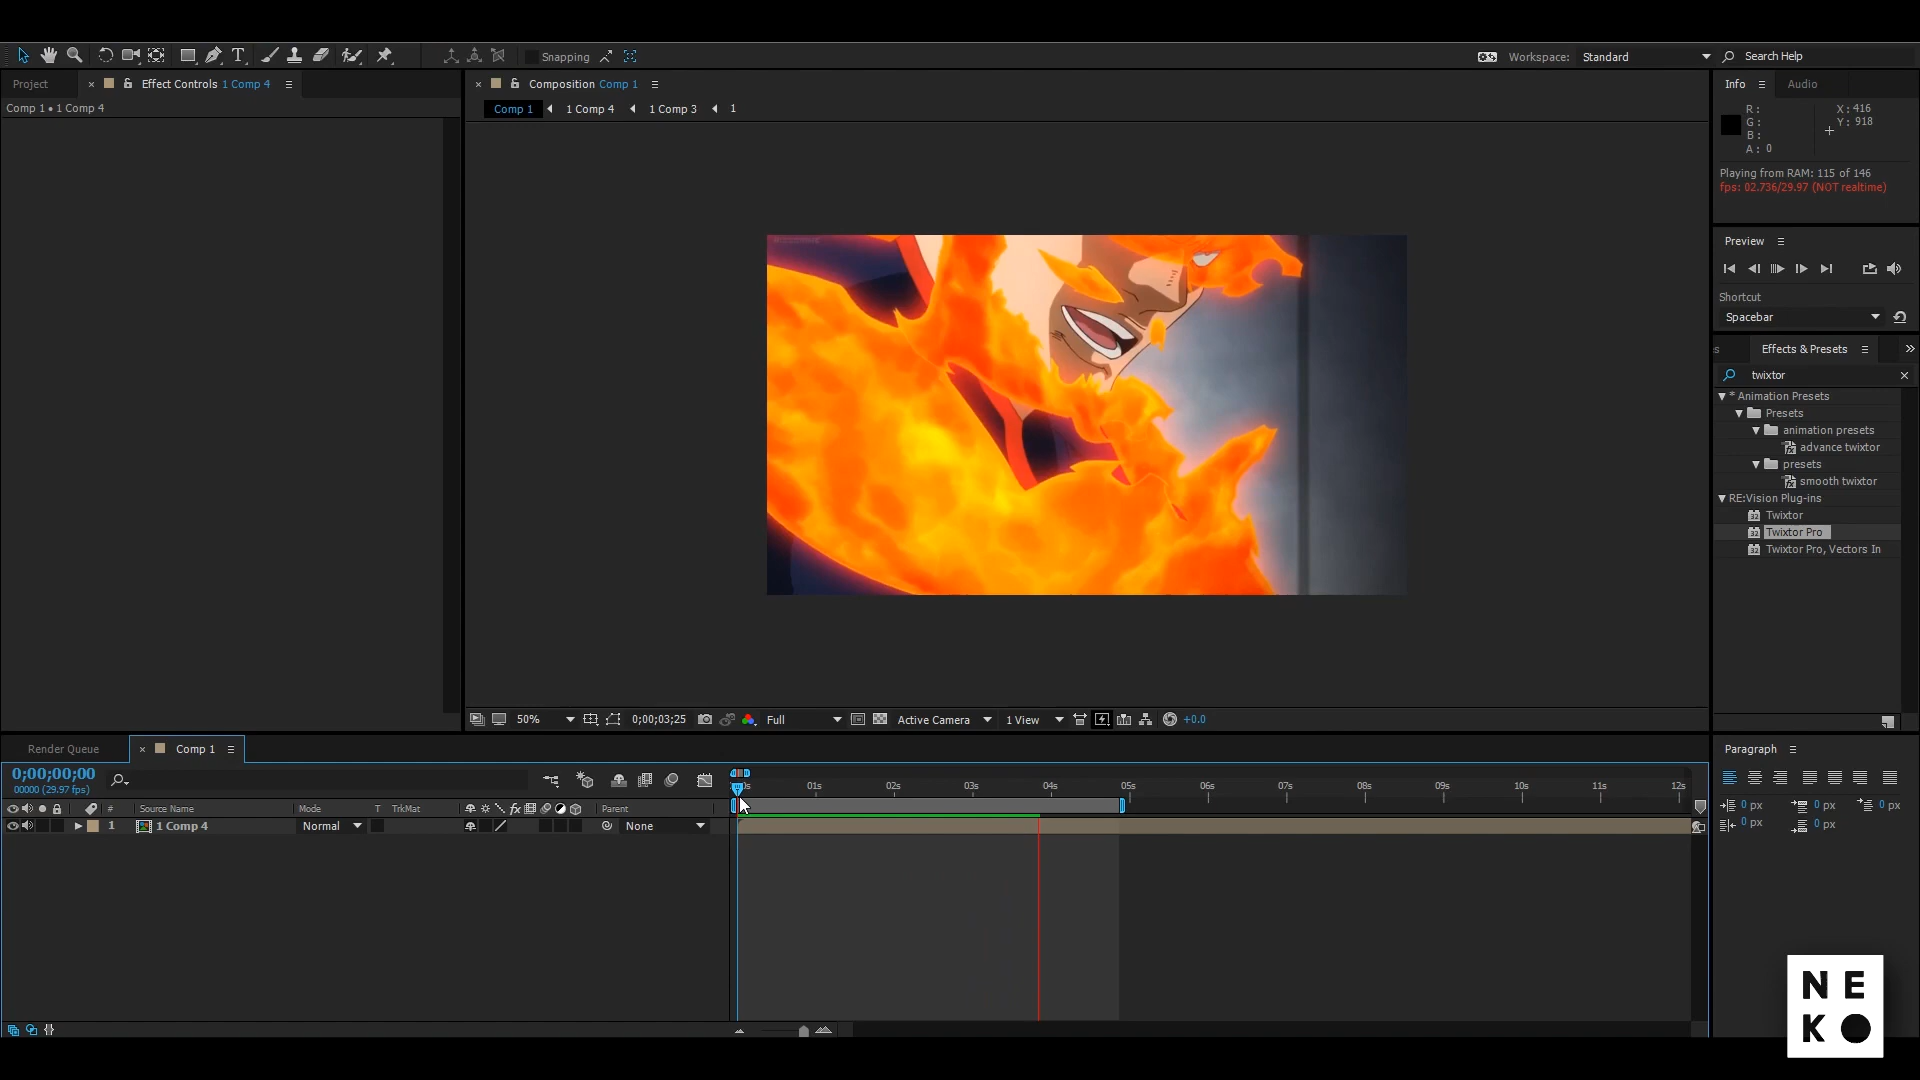 Snapping
Workspace: Standard
Search Help
Project
Effect Controls 1 Comp 4
Comp 1 • 1 Comp 4
Composition Comp 1
Comp 1 1 Comp 4 1 Comp 3 1
Info Audio
R :
G :
B :
A : 0
X : 416
Y : 918
Playing from RAM: 115 of 146
fps: 02.736/29.97 (NOT realtime)
Preview
Shortcut
Spacebar
Effects & Presets
twixtor
* Animation Presets
Presets
animation presets
advance twixtor
presets
smooth twixtor
RE:Vision Plug-ins
Twixtor
Twixtor Pro
Twixtor Pro, Vectors In
50%
0;00;03;25
Full
Active Camera
1 View
+0.0
Render Queue
Comp 1
0;00;00;00
00000 (29.97 fps)
01s 02s 03s 04s 05s 06s 07s 08s 09s 10s 11s 12s
# Source Name Mode T TrkMat fx Parent
1 1 Comp 4 Normal None
Paragraph
0 px 0 px 0 px
0 px 0 px
NE
KO